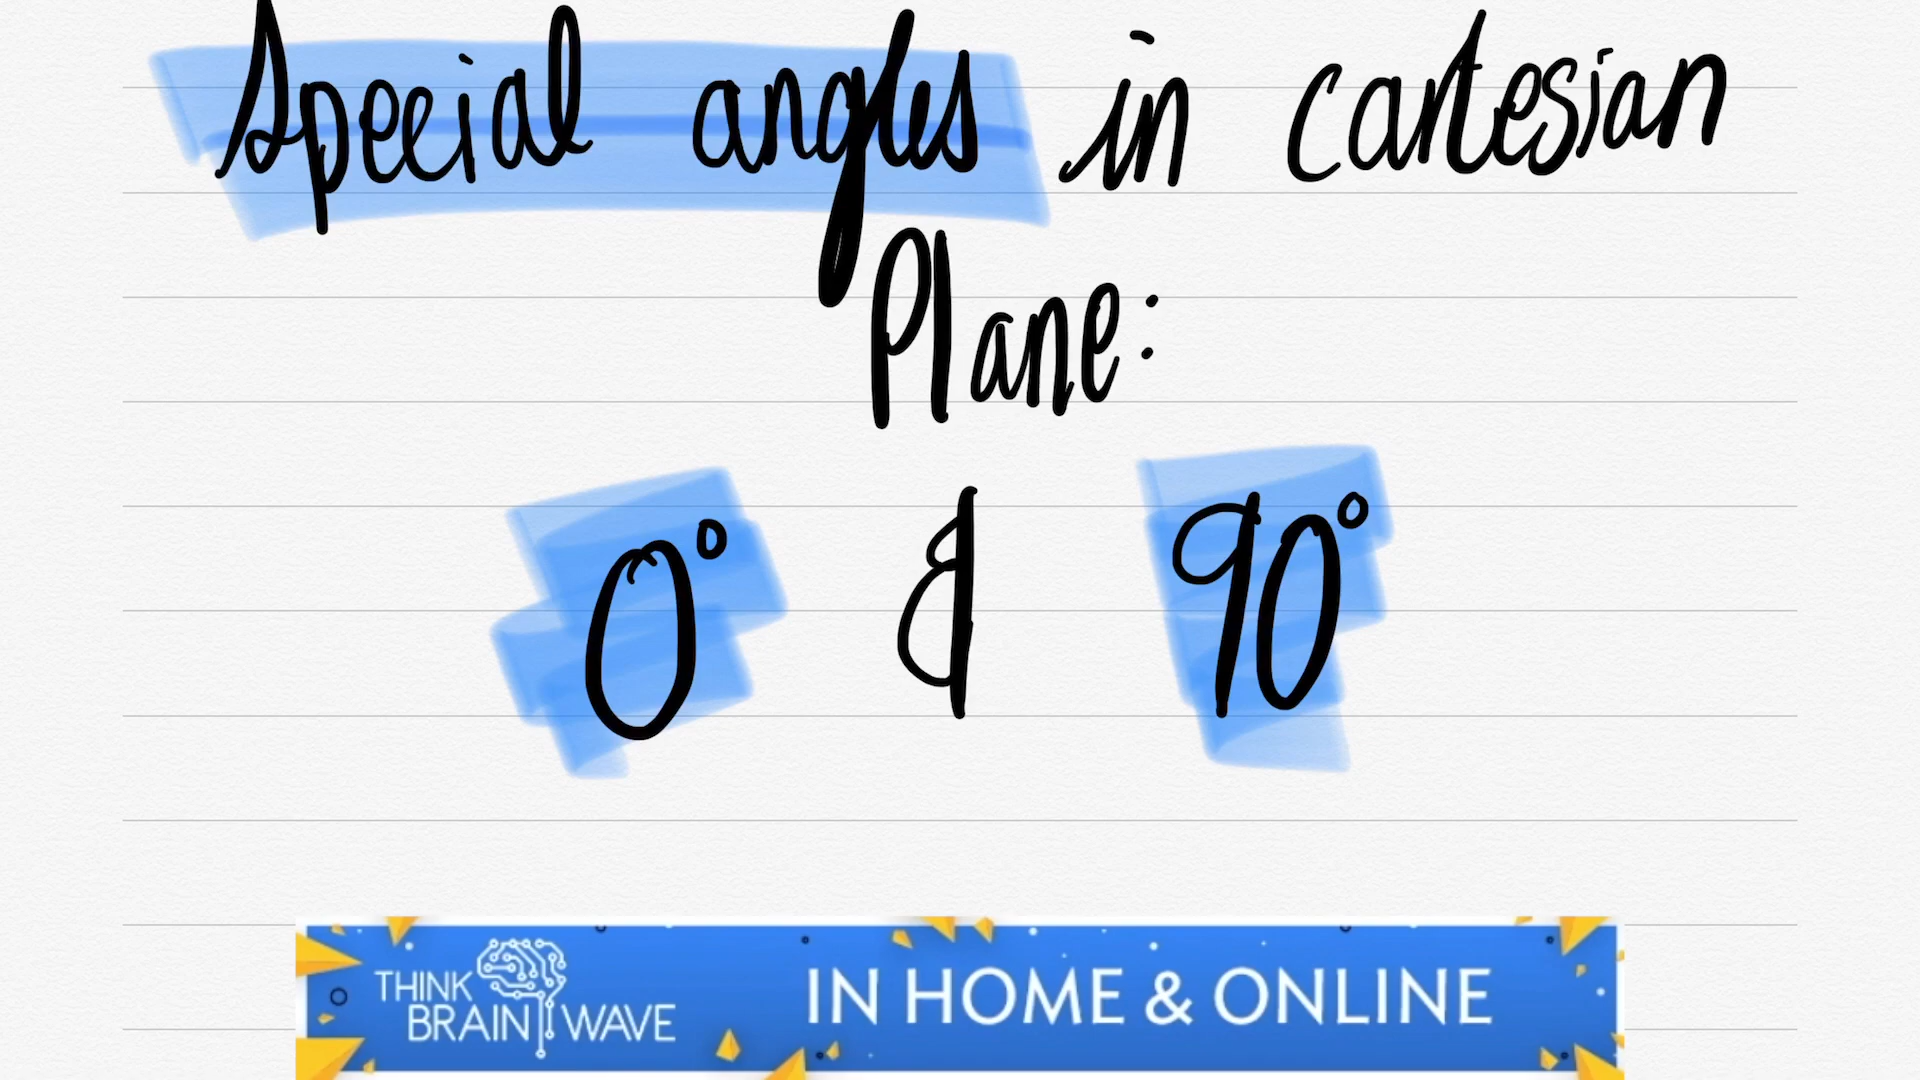 Special angles in cartesian
Plane:
0° & 90°
THINK
BRAIN WAVE
IN HOME & ONLINE